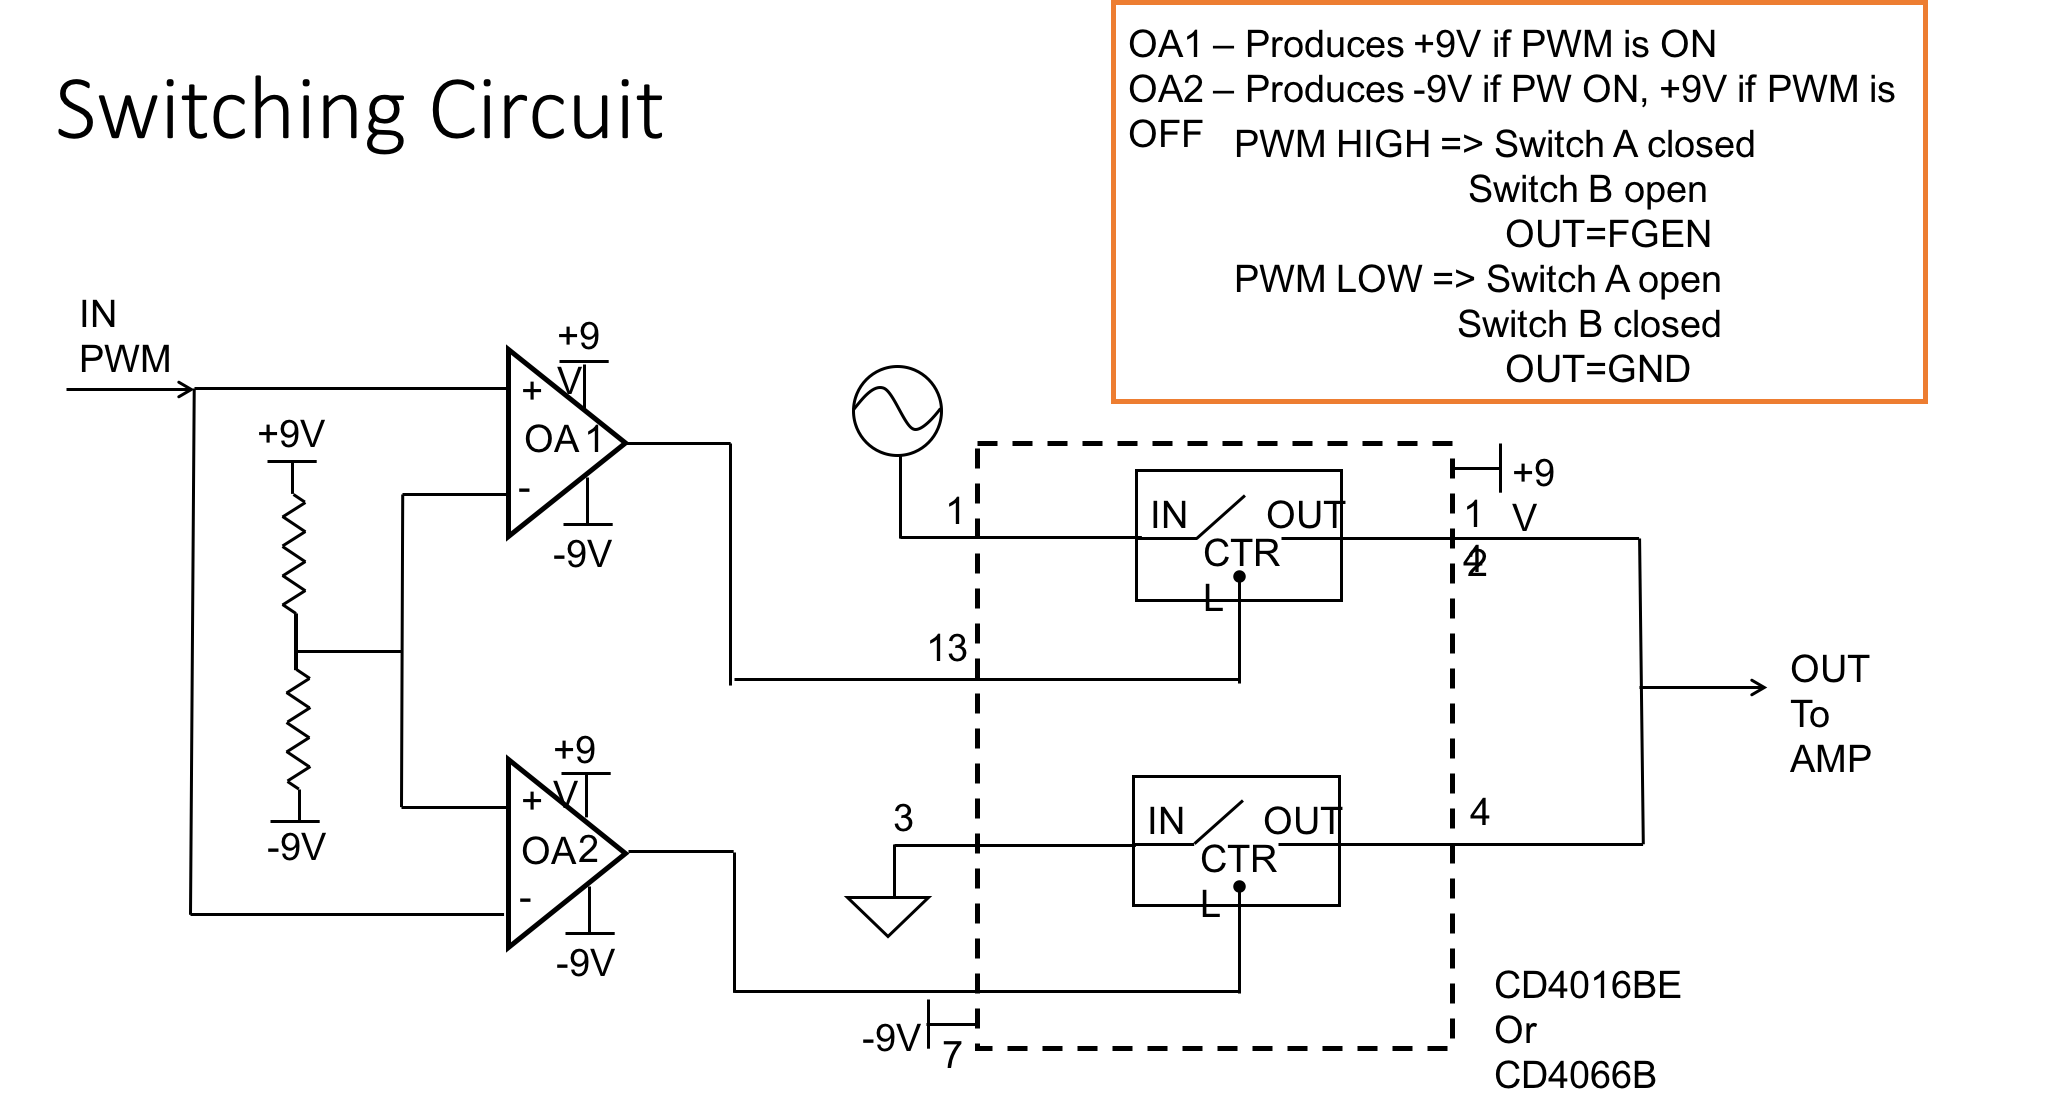 Switching Circuit
OA1 – Produces +9V if PWM is ON
OA2 – Produces -9V if PW ON, +9V if PWM is
OFF
PWM HIGH => Switch A closed
Switch B open
OUT=FGEN
PWM LOW => Switch A open
Switch B closed
OUT=GND
IN
PWM
+9V
-9V
+9
V
+
OA 1
-
-9V
+9
V
+
OA2
-
-9V
1
13
IN
OUT
CTR
L
+9
V
1
4
2
3
IN
OUT
CTR
L
4
-9V
7
OUT
To
AMP
CD4016BE
Or
CD4066B